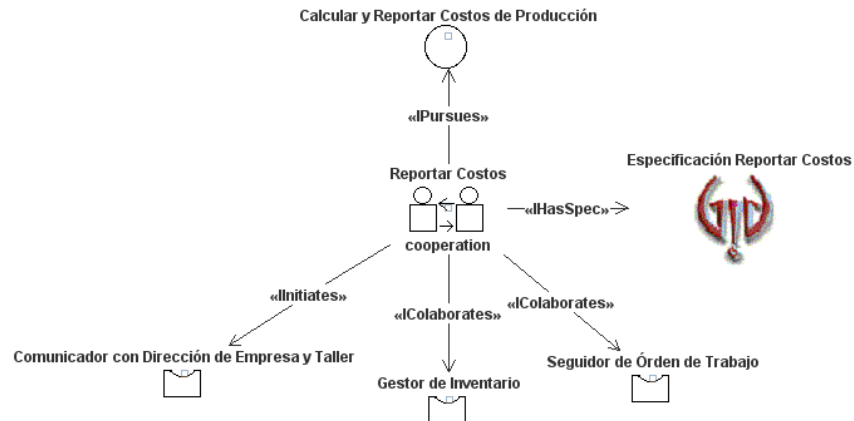 Calcular y Reportar Costos de Producción
«IPursues»
Especificación Reportar Costos
Reportar Costos
«IHasSpec»
cooperation
«IInitiates»
«IColaborates»
«IColaborates»
Comunicador con Dirección de Empresa y Taller
Gestor de Inventario
Seguidor de Órden de Trabajo